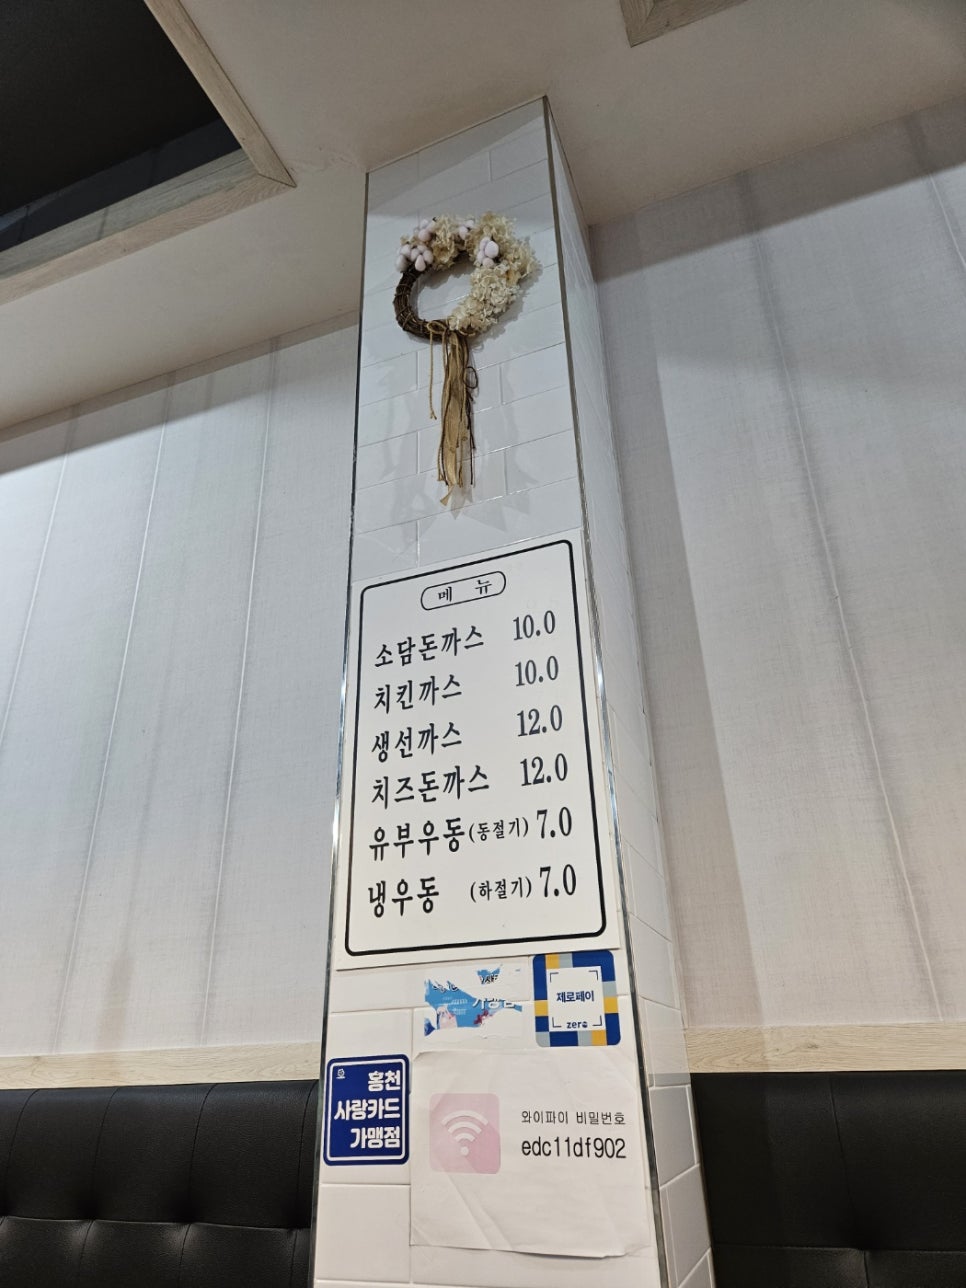 메 뉴
소담돈까스 10.0
치킨까스 10.0
생선까스 12.0
치즈돈까스 12.0
유부우동(동절기) 7.0
냉우동 (하절기) 7.0
제로페이
zero
홍천
사랑카드
가맹점
와이파이 비밀번호
edc11df902